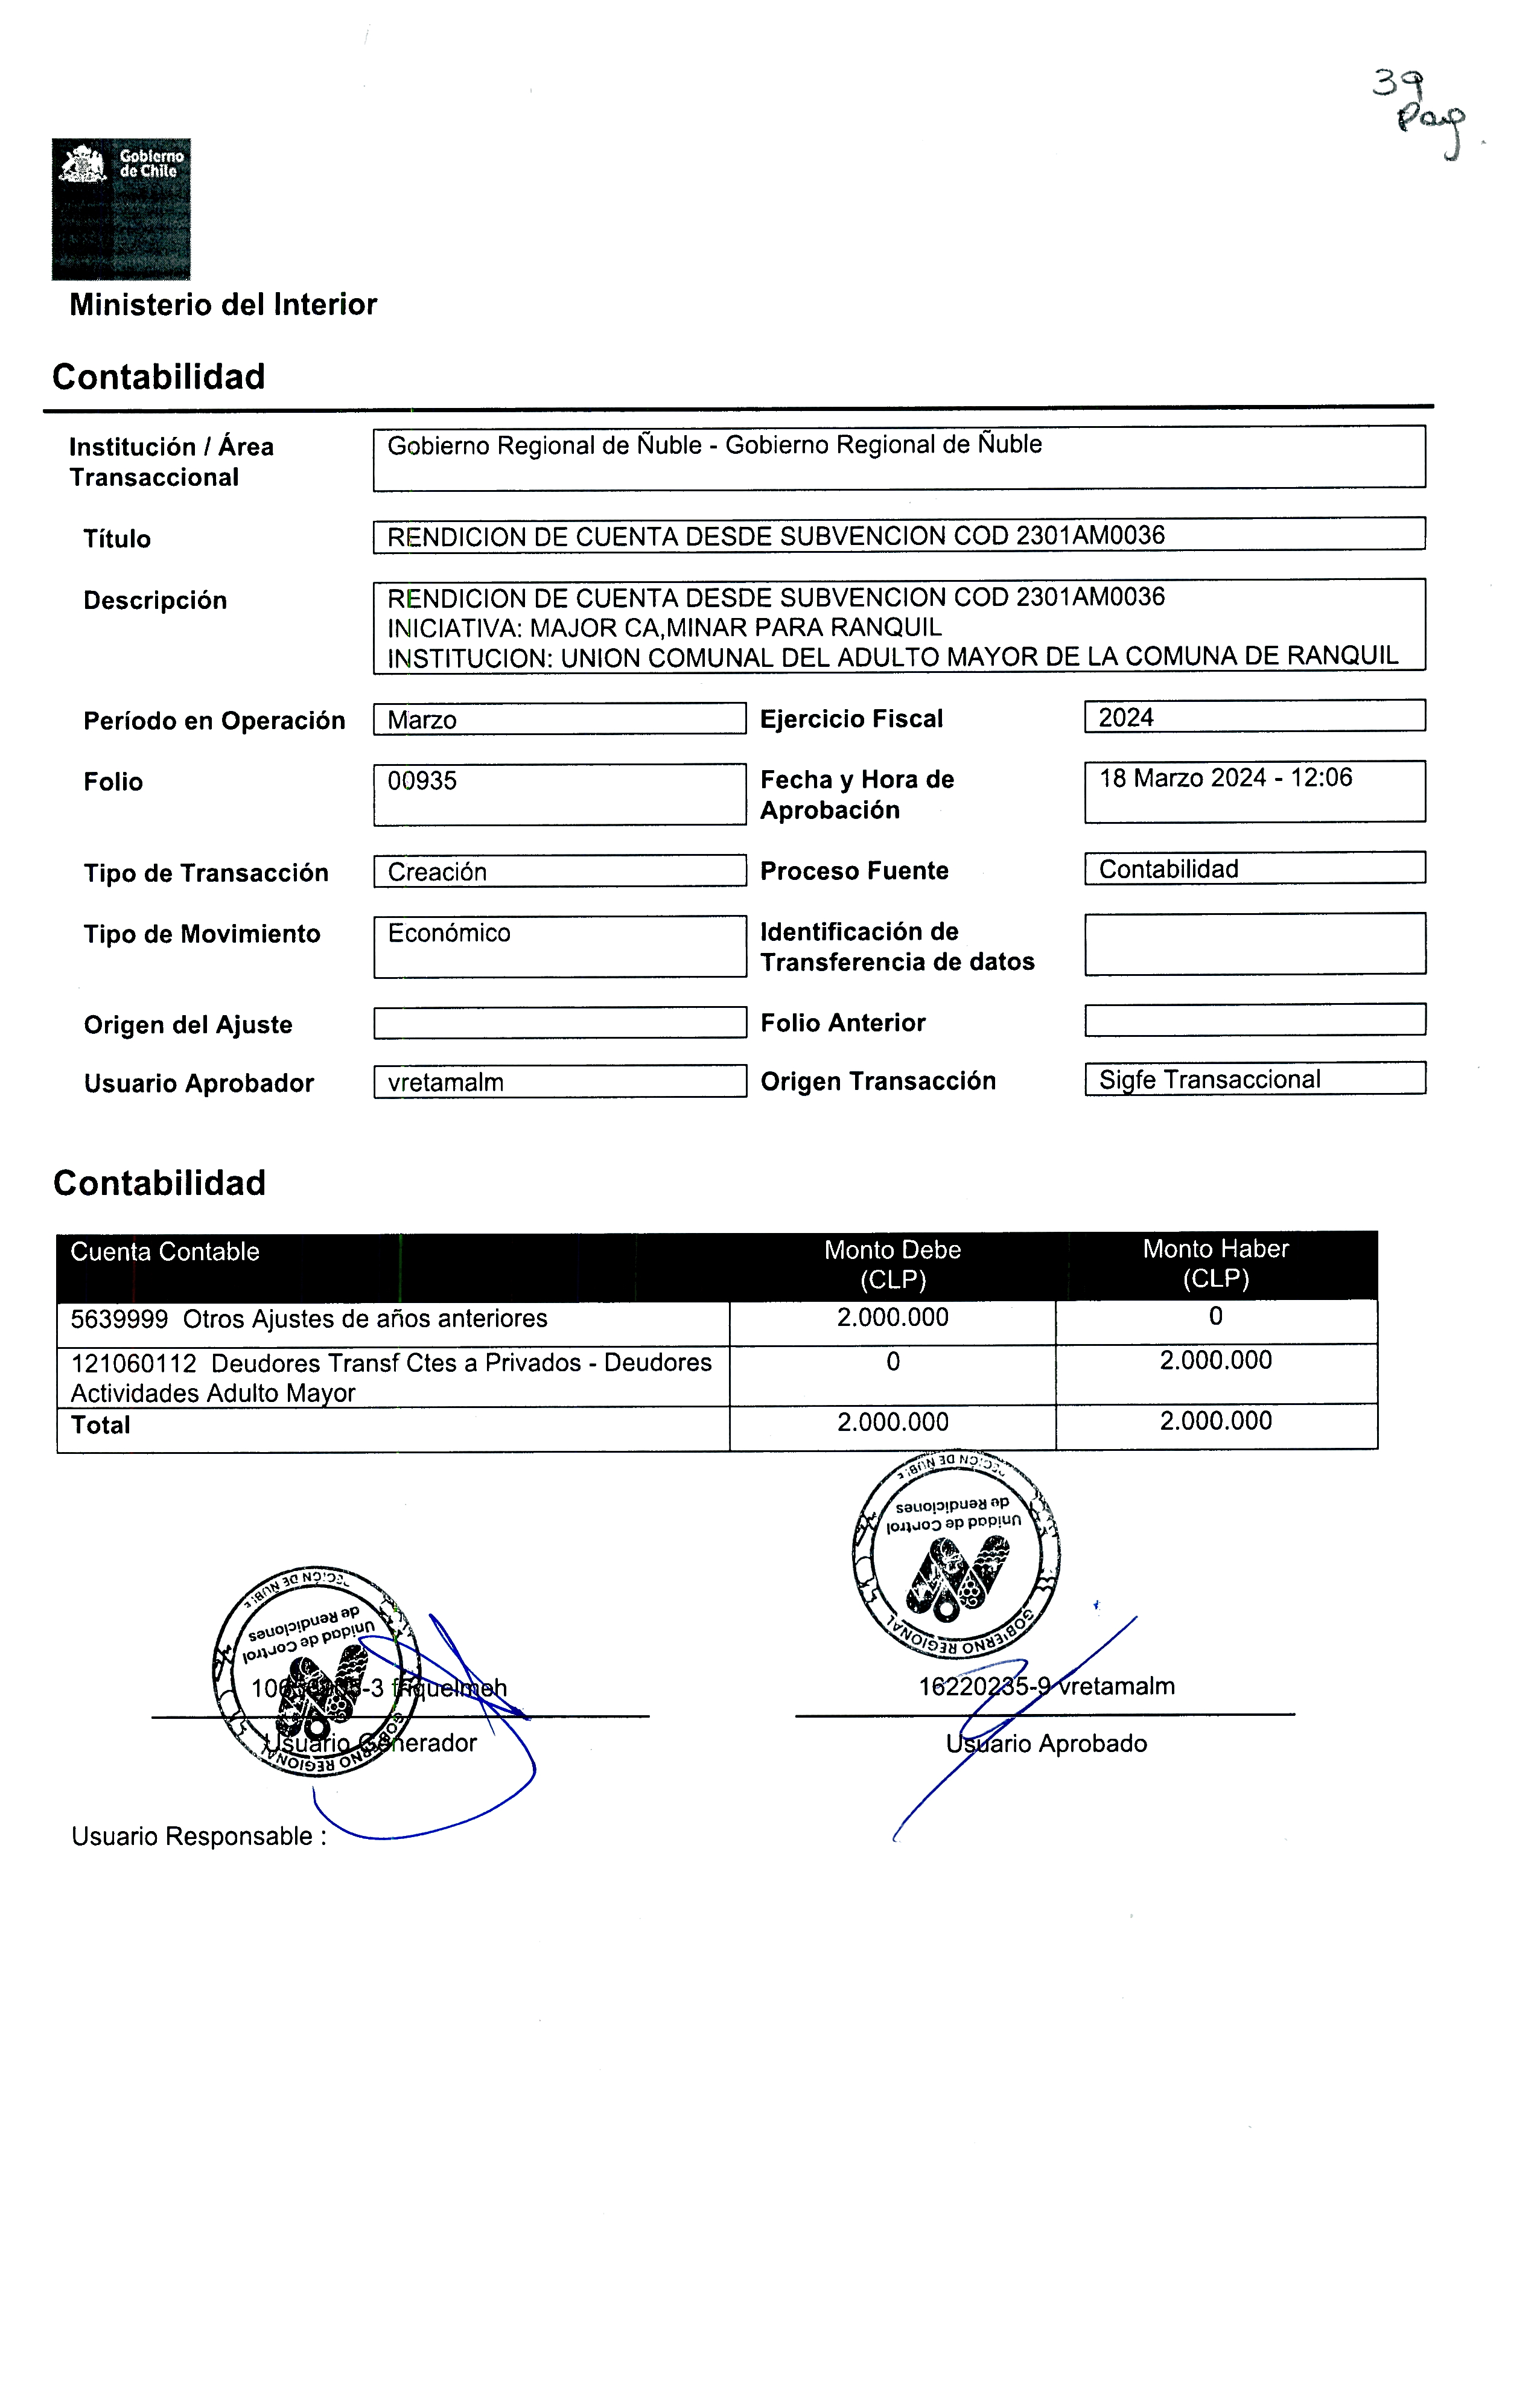 39
Pag
Gobierno
de Chile
Ministerio del Interior
Contabilidad
Institución / Área
Transaccional
Gobierno Regional de Ñuble - Gobierno Regional de Ñuble
Título
RENDICION DE CUENTA DESDE SUBVENCION COD 2301AM0036
Descripción
RENDICION DE CUENTA DESDE SUBVENCION COD 2301AM0036
INICIATIVA: MAJOR CA,MINAR PARA RANQUIL
INSTITUCION: UNION COMUNAL DEL ADULTO MAYOR DE LA COMUNA DE RANQUIL
Período en Operación Marzo Ejercicio Fiscal 2024
Folio 00935 Fecha y Hora de
Aprobación 18 Marzo 2024 - 12:06
Tipo de Transacción Creación Proceso Fuente Contabilidad
Tipo de Movimiento Económico Identificación de
Transferencia de datos
Origen del Ajuste Folio Anterior
Usuario Aprobador vretamalm Origen Transacción Sigfe Transaccional
Contabilidad
Cuenta Contable Monto Debe
(CLP) Monto Haber
(CLP)
5639999 Otros Ajustes de años anteriores 2.000.000 0
121060112 Deudores Transf Ctes a Privados - Deudores
Actividades Adulto Mayor 0 2.000.000
Total 2.000.000 2.000.000
REGION DE ÑUBLE
Unidad de Control
de Rendiciones
GOBIERNO REGIONAL
REGION DE ÑUBLE
Unidad de Control
de Rendiciones
GOBIERNO REGIONAL
16220235-9 vretamalm
Usuario Generador
Usuario Aprobado
Usuario Responsable :